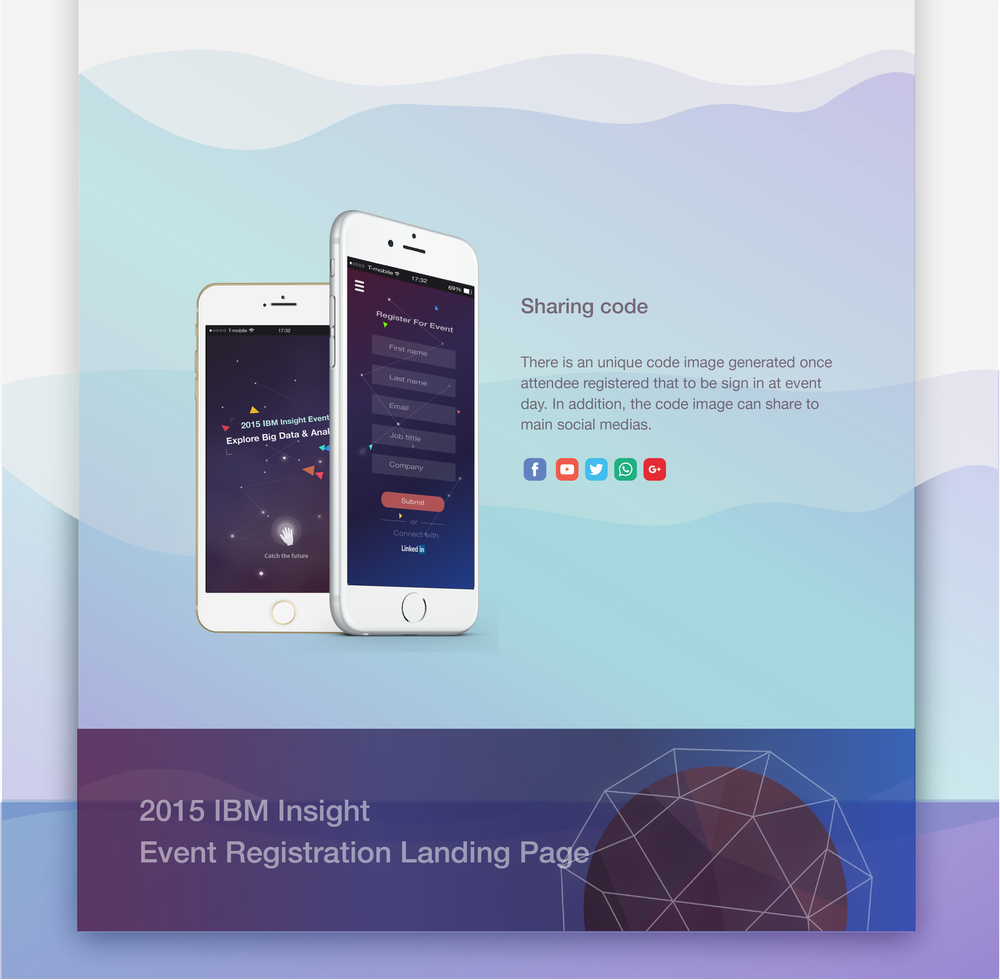 T-mobile
17:32
69%
Register For Event
First name
Last name
Email
Job tittle
Company
Submit
or
Connect with
Linked in
T-mobile
17:32
2015 IBM Insight Event
Explore Big Data & Anal
Catch the future
Sharing code
There is an unique code image generated once
attendee registered that to be sign in at event
day. In addition, the code image can share to
main social medias.
f
G+
2015 IBM Insight
Event Registration Landing Page